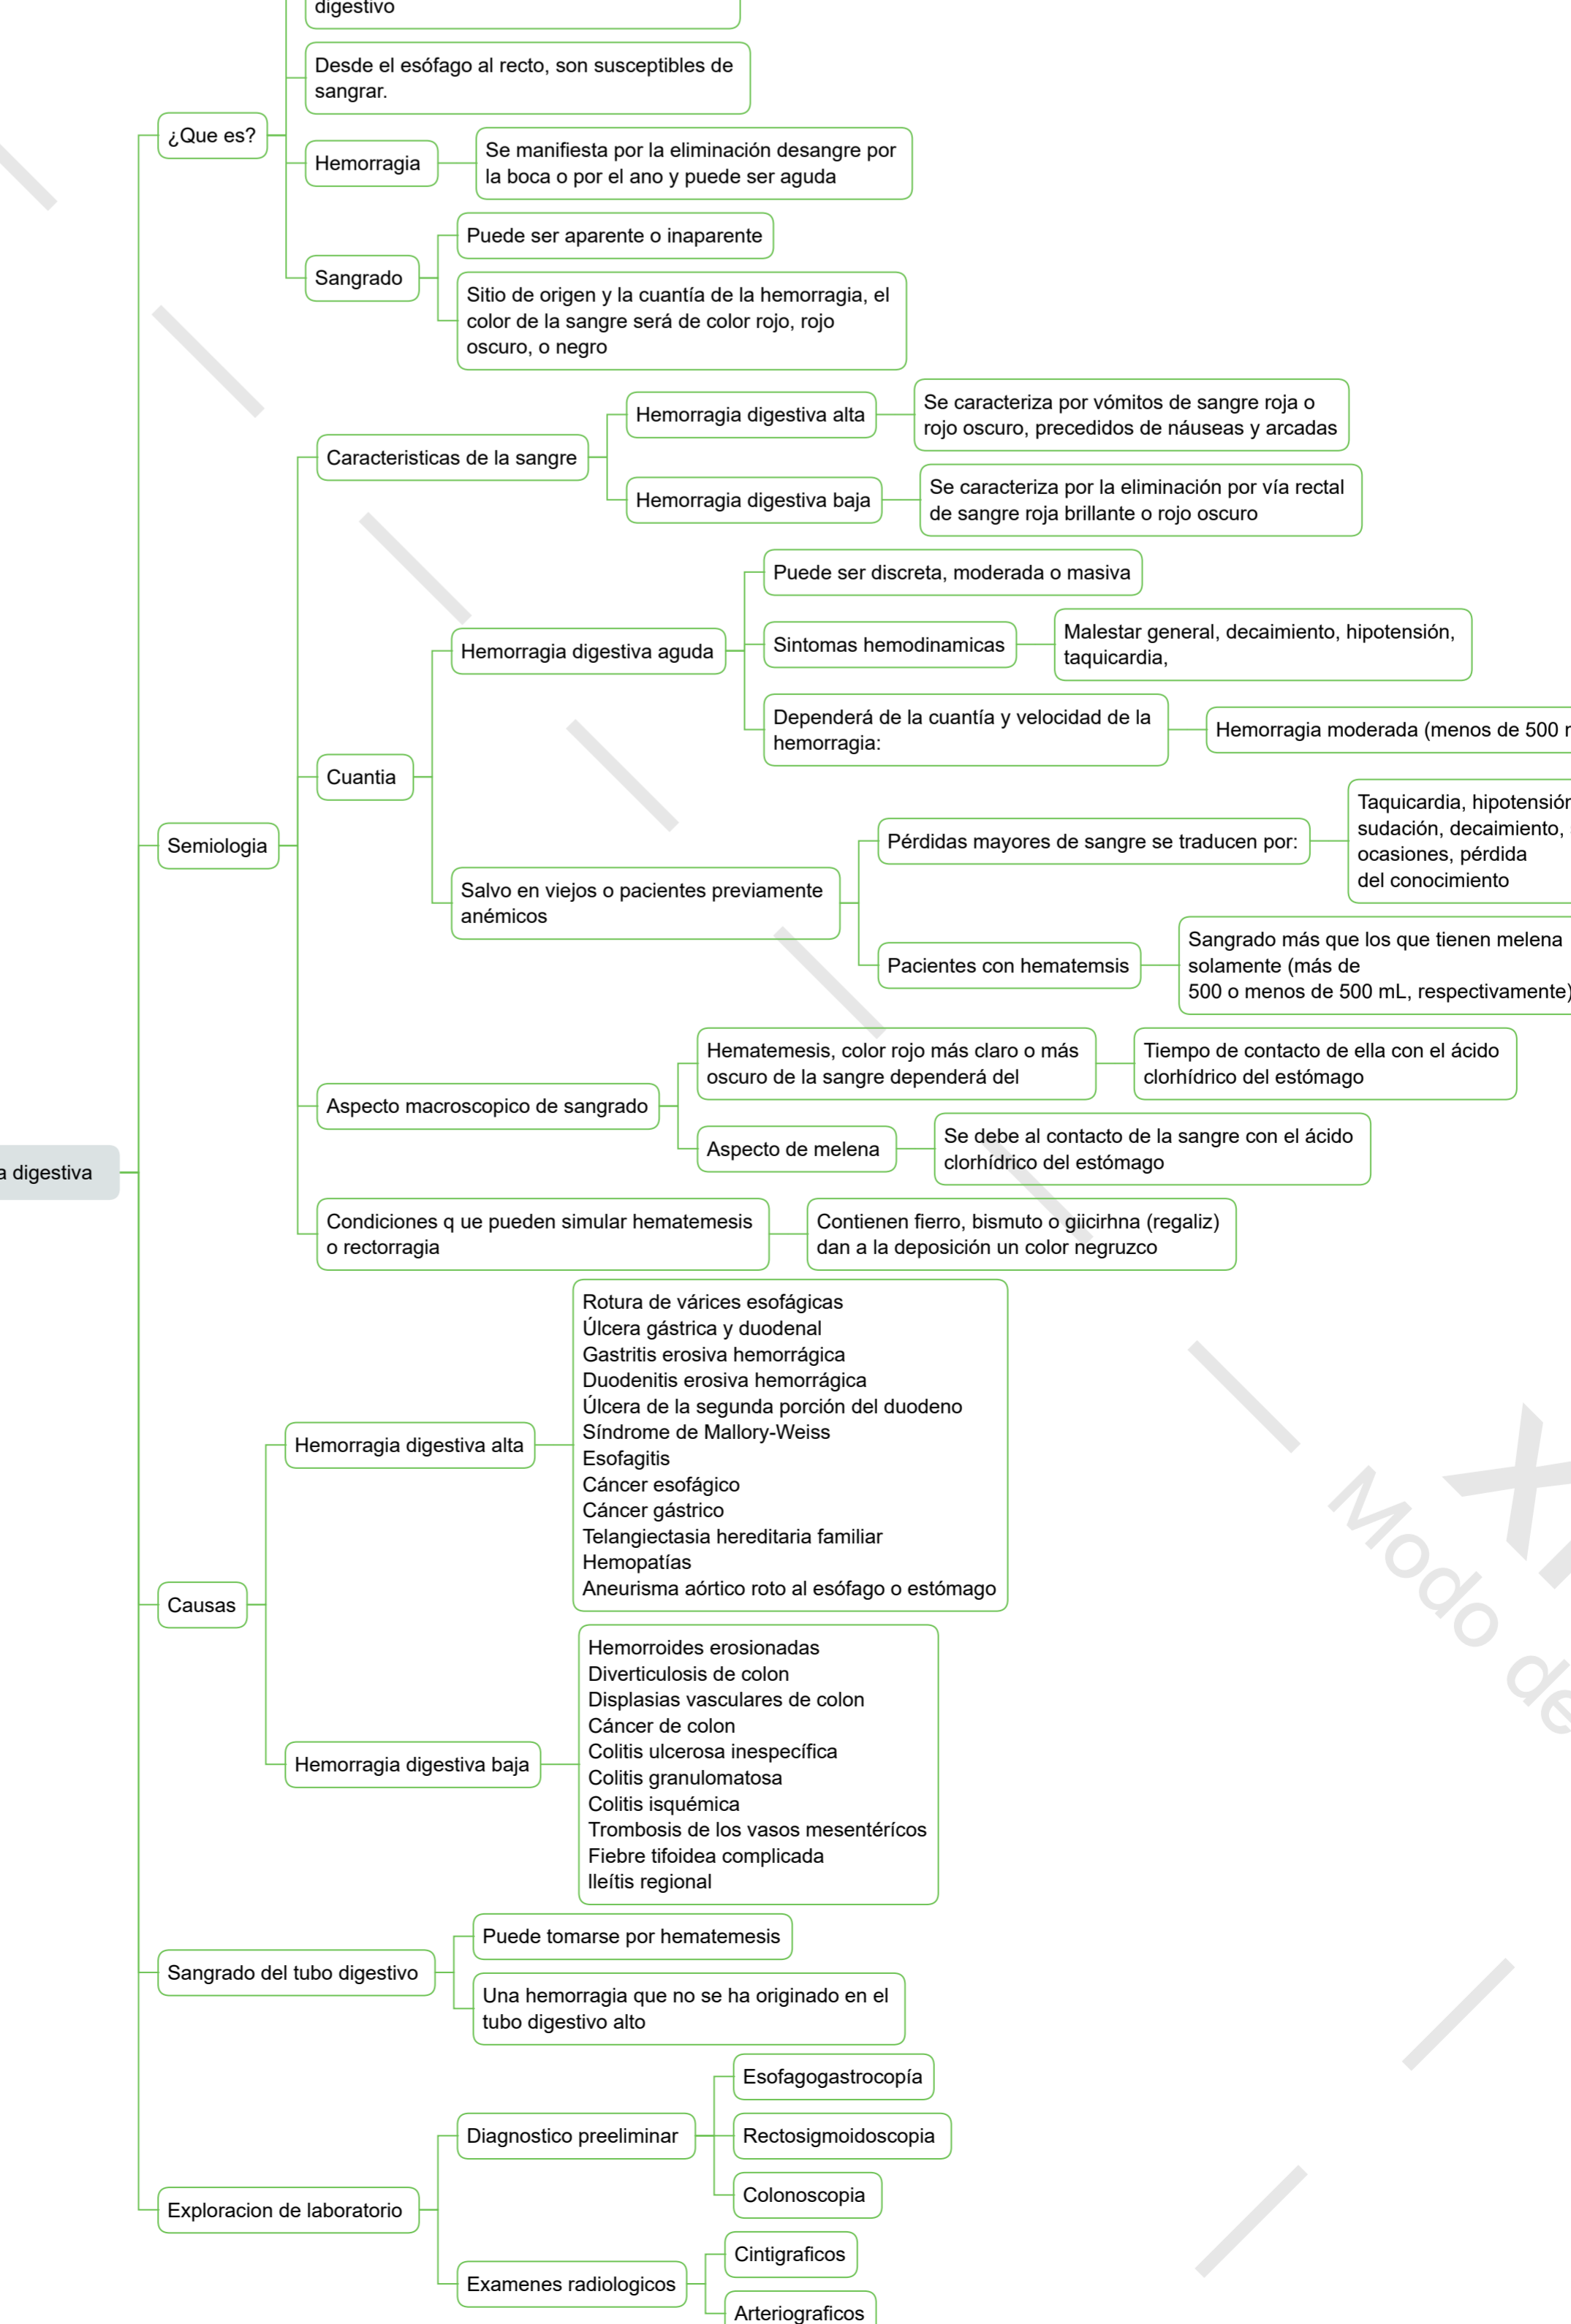 digestivo
Desde el esófago al recto, son susceptibles de
sangrar.
¿Que es?
Hemorragia
Se manifiesta por la eliminación desangre por
la boca o por el ano y puede ser aguda
Sangrado
Puede ser aparente o inaparente
Sitio de origen y la cuantía de la hemorragia, el
color de la sangre será de color rojo, rojo
oscuro, o negro
Caracteristicas de la sangre
Hemorragia digestiva alta
Se caracteriza por vómitos de sangre roja o
rojo oscuro, precedidos de náuseas y arcadas
Hemorragia digestiva baja
Se caracteriza por la eliminación por vía rectal
de sangre roja brillante o rojo oscuro
Puede ser discreta, moderada o masiva
Hemorragia digestiva aguda
Sintomas hemodinamicas
Malestar general, decaimiento, hipotensión,
taquicardia,
Dependerá de la cuantía y velocidad de la
hemorragia:
Hemorragia moderada (menos de 500
Cuantia
Semiologia
Salvo en viejos o pacientes previamente
anémicos
Pérdidas mayores de sangre se traducen por:
Taquicardia, hipotensión
sudación, decaimiento,
ocasiones, pérdida
del conocimiento
Pacientes con hematemsis
Sangrado más que los que tienen melena
solamente (más de
500 o menos de 500 mL, respectivamente)
Aspecto macroscopico de sangrado
Hematemesis, color rojo más claro o más
oscuro de la sangre dependerá del
Tiempo de contacto de ella con el ácido
clorhídrico del estómago
Aspecto de melena
Se debe al contacto de la sangre con el ácido
clorhídrico del estómago
a digestiva
Condiciones q ue pueden simular hematemesis
o rectorragia
Contienen fierro, bismuto o giicirhna (regaliz)
dan a la deposición un color negruzco
Causas
Hemorragia digestiva alta
Rotura de várices esofágicas
Úlcera gástrica y duodenal
Gastritis erosiva hemorrágica
Duodenitis erosiva hemorrágica
Úlcera de la segunda porción del duodeno
Síndrome de Mallory-Weiss
Esofagitis
Cáncer esofágico
Cáncer gástrico
Telangiectasia hereditaria familiar
Hemopatías
Aneurisma aórtico roto al esófago o estómago
Hemorragia digestiva baja
Hemorroides erosionadas
Diverticulosis de colon
Displasias vasculares de colon
Cáncer de colon
Colitis ulcerosa inespecífica
Colitis granulomatosa
Colitis isquémica
Trombosis de los vasos mesentérícos
Fiebre tifoidea complicada
lleítis regional
Sangrado del tubo digestivo
Puede tomarse por hematemesis
Una hemorragia que no se ha originado en el
tubo digestivo alto
Exploracion de laboratorio
Diagnostico preeliminar
Esofagogastrocopía
Rectosigmoidoscopia
Colonoscopia
Examenes radiologicos
Cintigraficos
Arteriograficos
Modo de